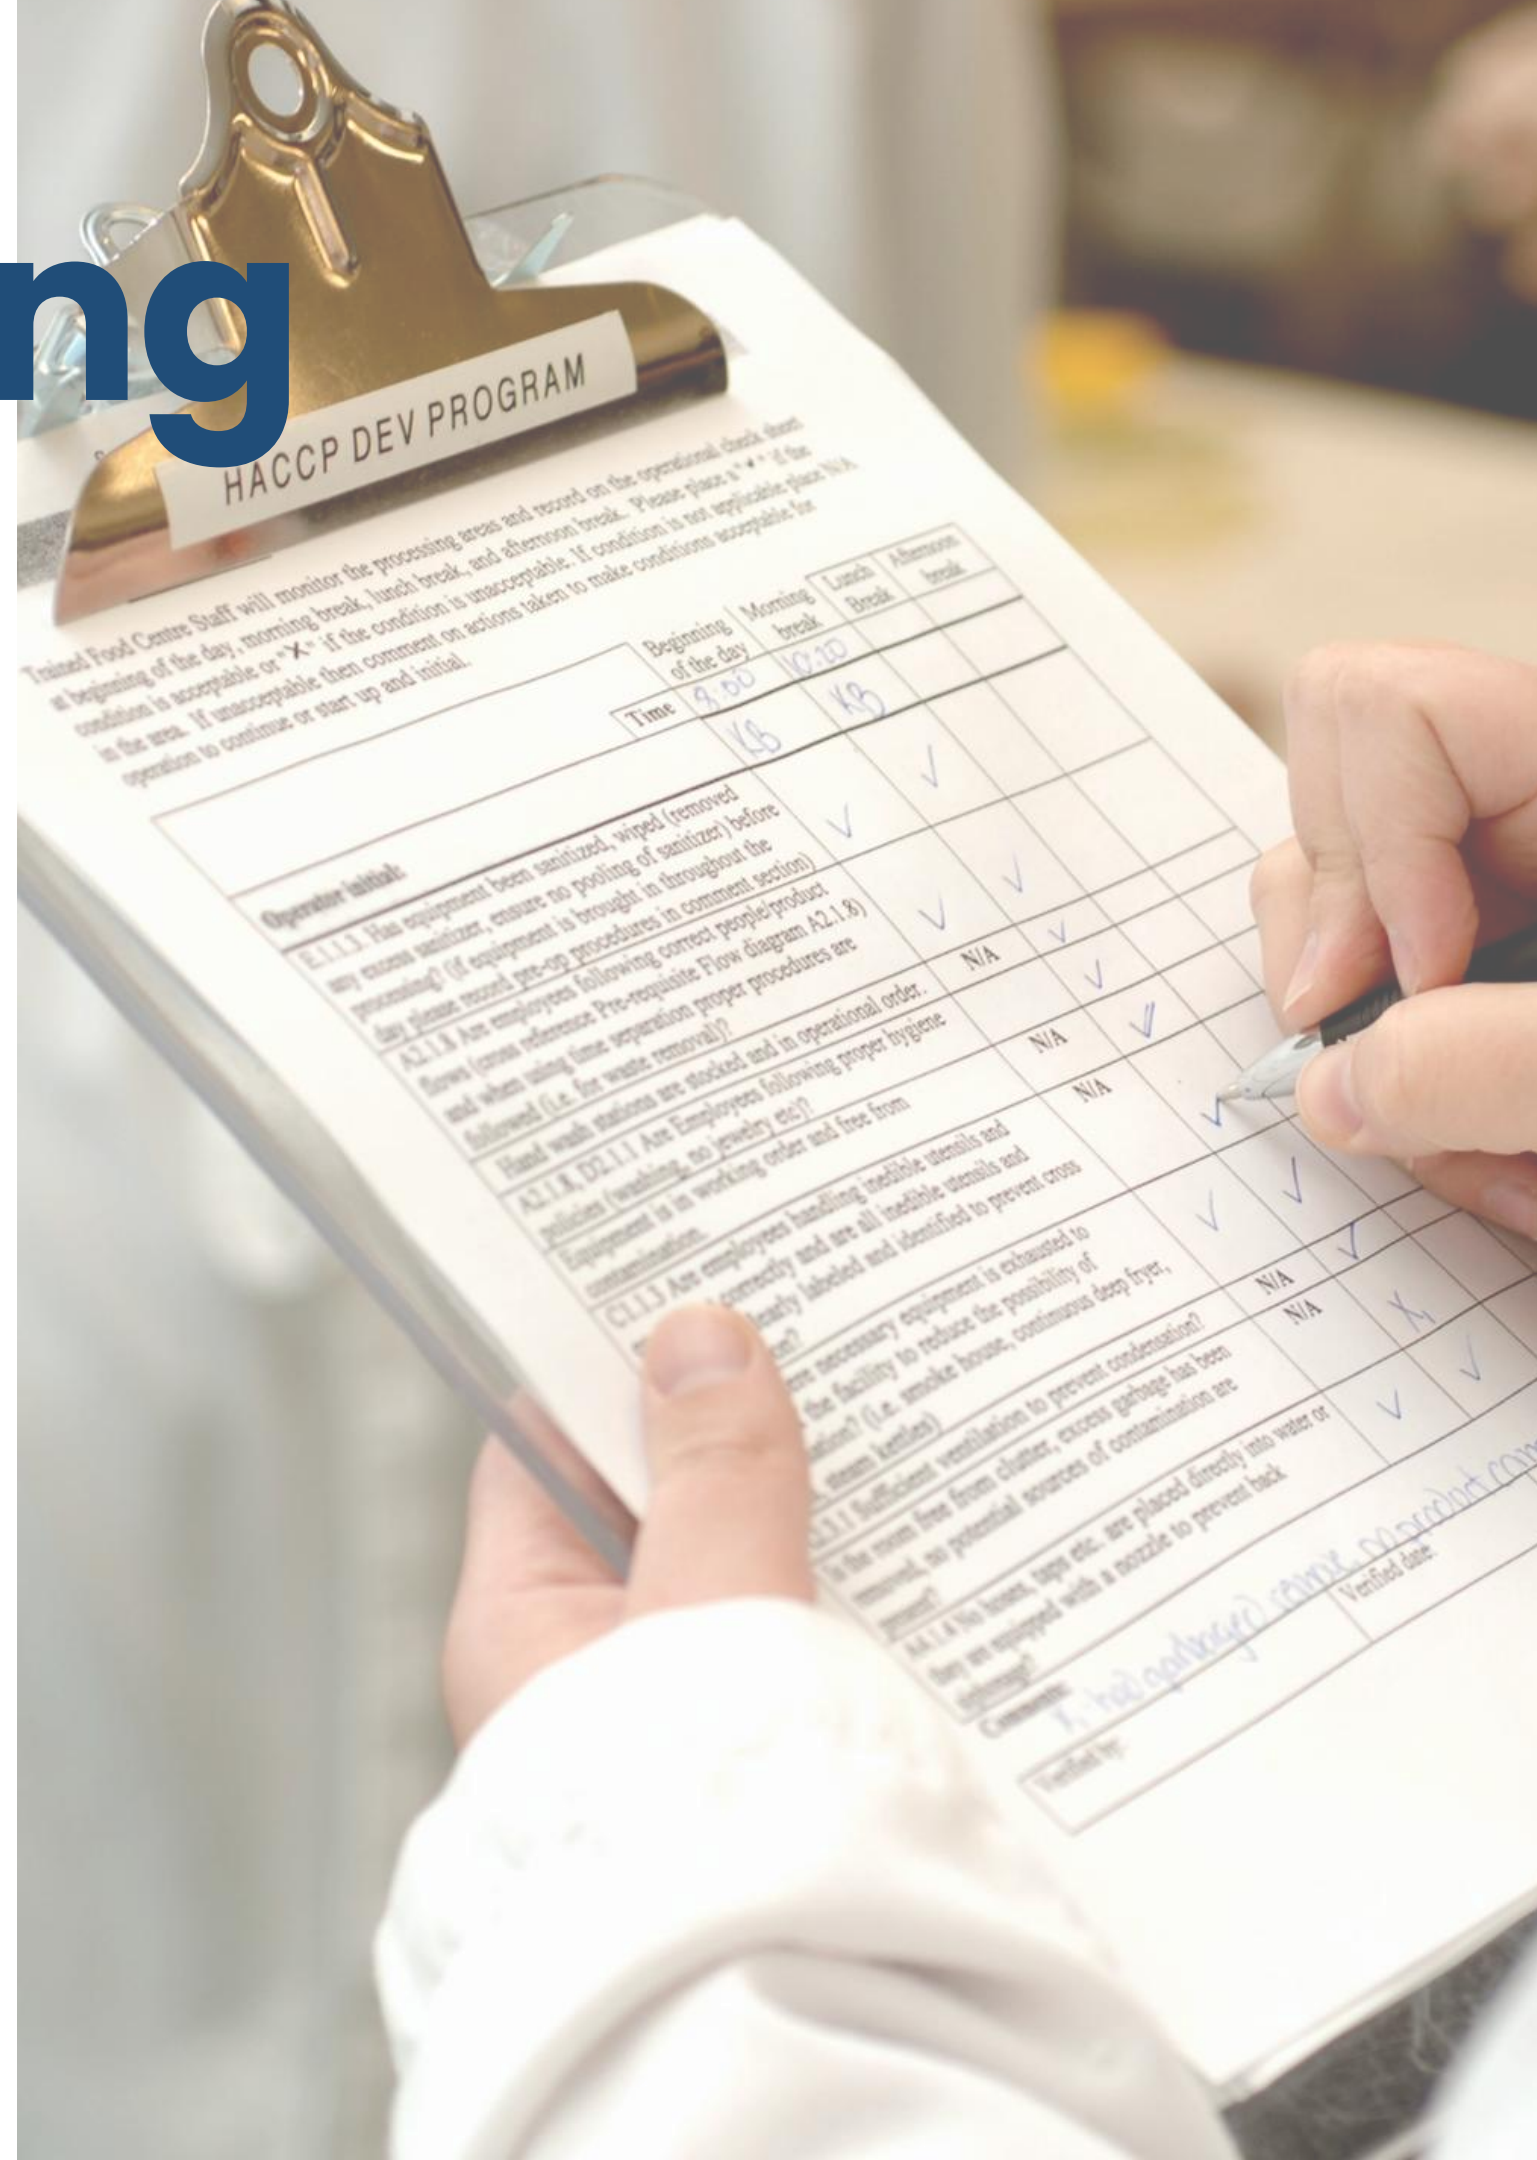 ng
HACCP DEV PROGRAM
Trained Food Centre Staff will monitor the processing areas and record on the operational check sheet
at beginning of the day, morning break, lunch break, and afternoon break. Please place a "✓" if the
condition is acceptable or "X" if the condition is unacceptable. If condition is not applicable place N/A
in the area. If unacceptable then comment on actions taken to make conditions acceptable for
operation to continue or start up and initial.
Beginning
of the day
Morning
break
Lunch
Break
Afternoon
break
Time 8:00 10:20
Operator initials KB KB
E.1.1.3 Has equipment been sanitized, wiped (removed
any excess sanitizer, ensure no pooling of sanitizer) before
processing? (if equipment is brought in throughout the
day please record pre-op procedures in comment section) ✓ ✓
A2.1.8 Are employees following correct people/product
flows (cross reference Pre-requisite Flow diagram A2.1.8)
and when using time separation proper procedures are
followed (i.e. for waste removal)? ✓ ✓
Hand wash stations are stocked and in operational order. N/A ✓
A2.1.8, D2.1.1 Are Employees following proper hygiene
policies (washing, no jewelry etc)? ✓
Equipment is in working order and free from
contamination. N/A ✓
C1.1.3 Are employees handling inedible utensils and
correctly and are all inedible utensils and
clearly labeled and identified to prevent cross
N/A ✓
necessary equipment is exhausted to
the facility to reduce the possibility of
(i.e. smoke house, continuous deep fryer,
steam kettles) ✓ ✓
Sufficient ventilation to prevent condensation? N/A ✓
Is the room free from clutter, excess garbage has been
removed, no potential sources of contamination are
present? N/A X
A4.1.4 No hoses, taps etc. are placed directly into water or
they are equipped with a nozzle to prevent back
siphonage? ✓ ✓
Comments:
no product
Verified by:
Verified date: